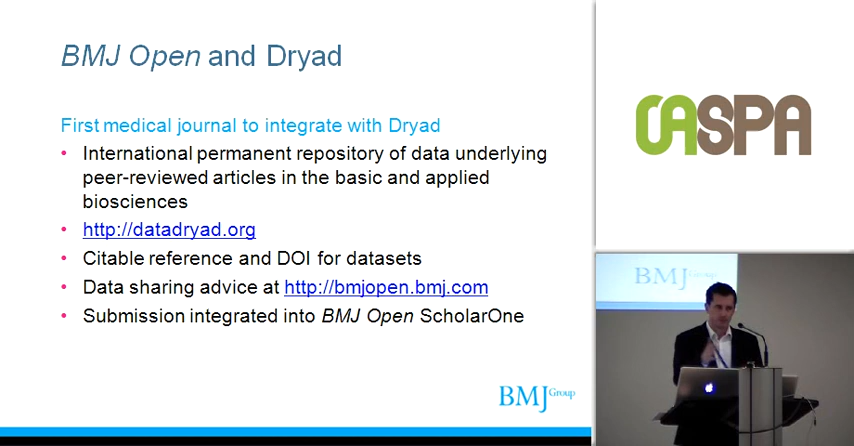 BMJ Open and Dryad
First medical journal to integrate with Dryad
• International permanent repository of data underlying
peer-reviewed articles in the basic and applied
biosciences
• http://datadryad.org
• Citable reference and DOI for datasets
• Data sharing advice at http://bmjopen.bmj.com
• Submission integrated into BMJ Open ScholarOne
BMJ Group
OASPA
BMJ Group